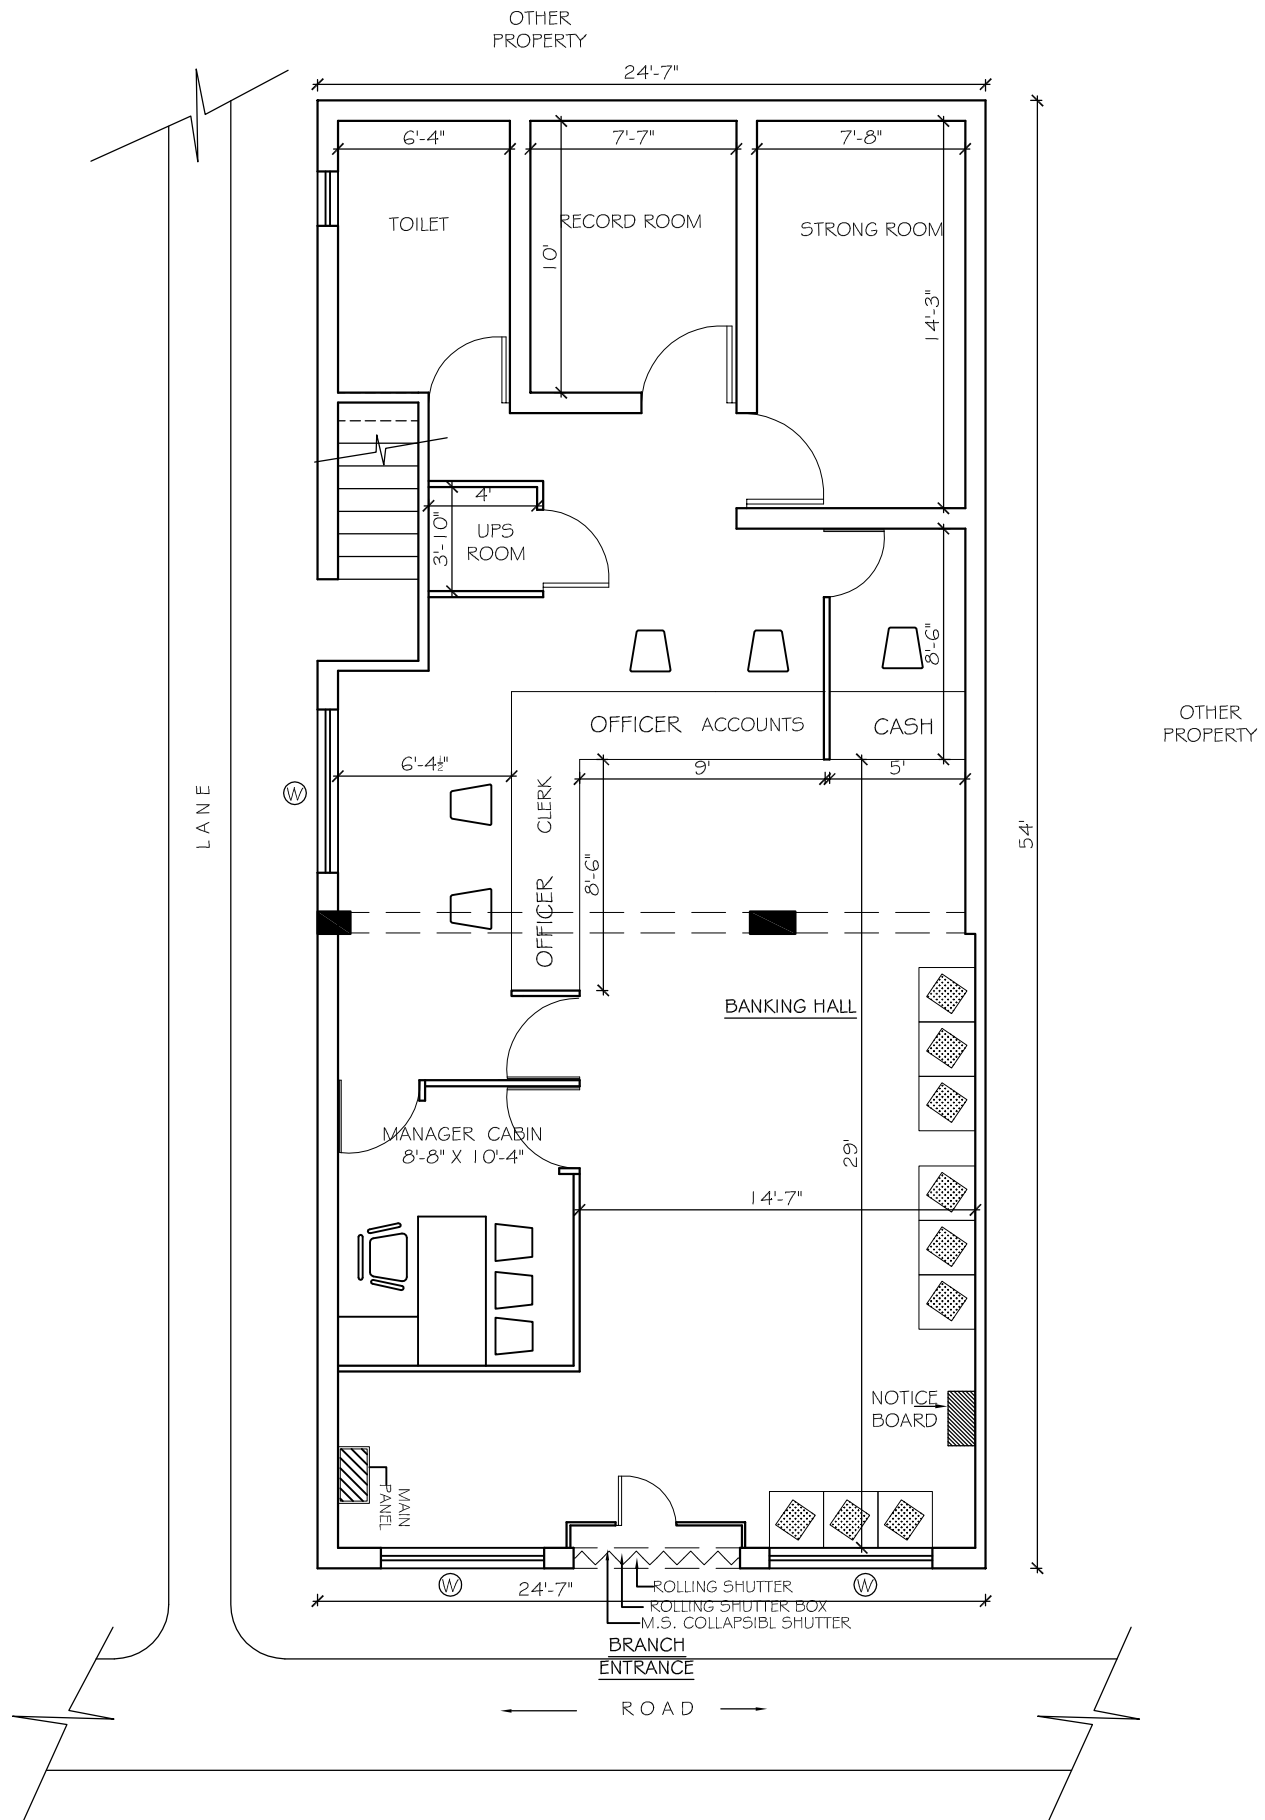 OTHER
PROPERTY
24'-7"
6'-4"
7'-7"
7'-8"
TOILET
RECORD ROOM
STRONG ROOM
10'
14'-3"
4'
3'-10"
UPS
ROOM
8'-6"
OFFICER
ACCOUNTS
CASH
OTHER
PROPERTY
6'-4½"
9'
5'
CLERK
LANE
W
54'
8'-6"
OFFICER
BANKING HALL
MANAGER CABIN
8'-8" X 10'-4"
29'
14'-7"
NOTICE
BOARD
MAIN
PANEL
W
24'-7"
ROLLING SHUTTER
W
ROLLING SHUTTER BOX
M.S. COLLAPSIBL SHUTTER
BRANCH
ENTRANCE
ROAD